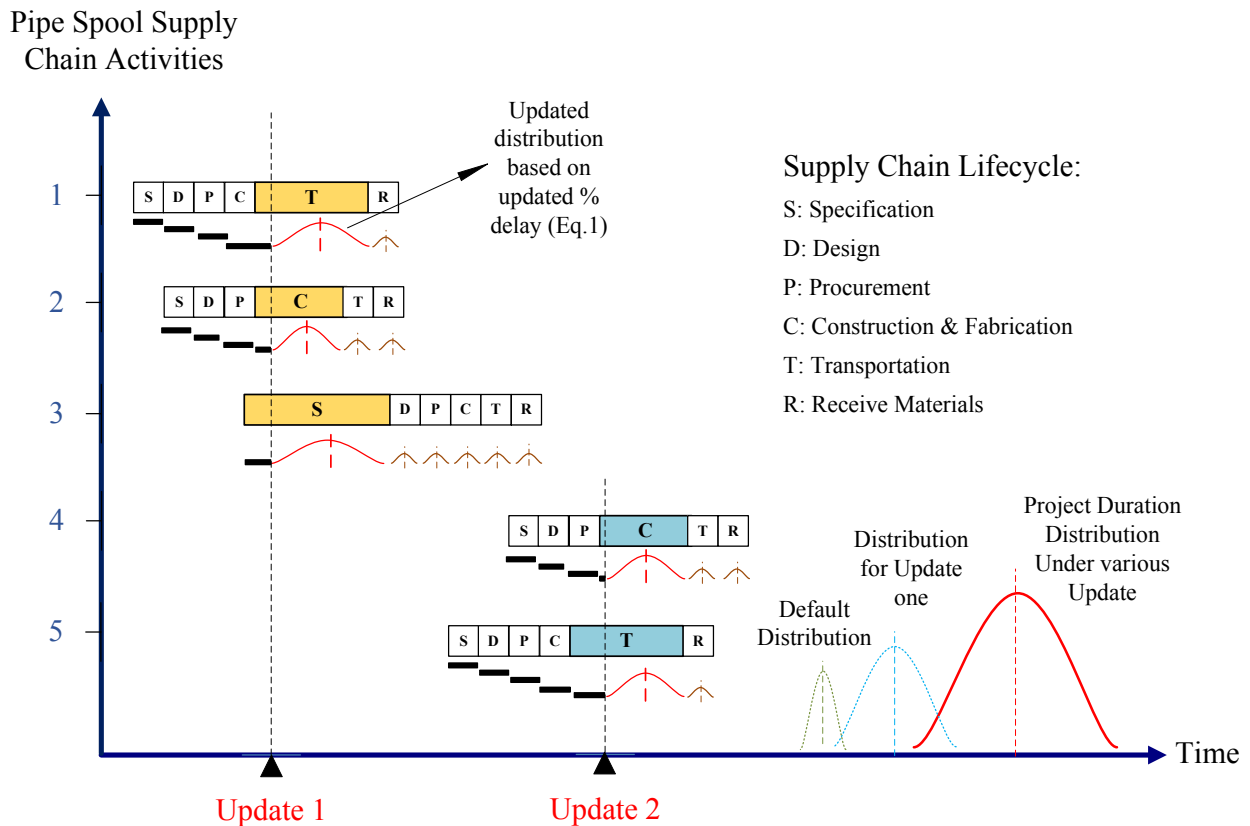 Pipe Spool Supply
Chain Activities
Updated
distribution
based on
updated %
delay (Eq.1)
Supply Chain Lifecycle:
S: Specification
D: Design
P: Procurement
C: Construction & Fabrication
T: Transportation
R: Receive Materials
1
S D P C T R
2
S D P C T R
3
S D P C T R
4
S D P C T R
5
S D P C T R
Default
Distribution
Distribution
for Update
one
Project Duration
Distribution
Under various
Update
Time
Update 1
Update 2